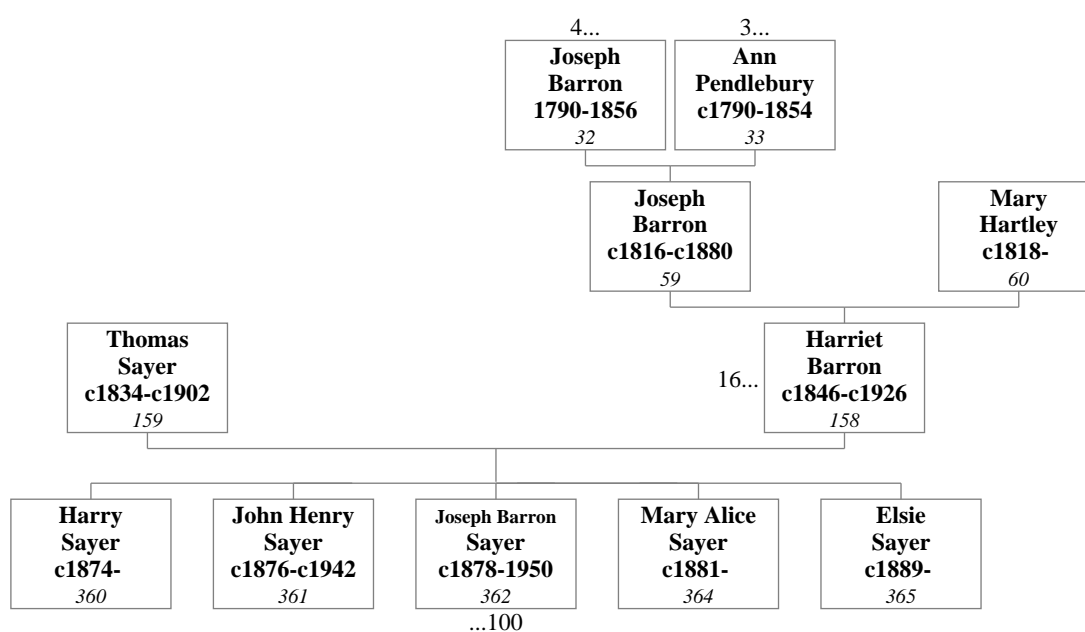 4...
3...
Joseph
Barron
1790-1856
32
Ann
Pendlebury
c1790-1854
33
Joseph
Barron
c1816-c1880
59
Mary
Hartley
c1818-
60
Thomas
Sayer
c1834-c1902
159
16...
Harriet
Barron
c1846-c1926
158
Harry
Sayer
c1874-
360
John Henry
Sayer
c1876-c1942
361
Joseph Barron
Sayer
c1878-1950
362
Mary Alice
Sayer
c1881-
364
Elsie
Sayer
c1889-
365
...100